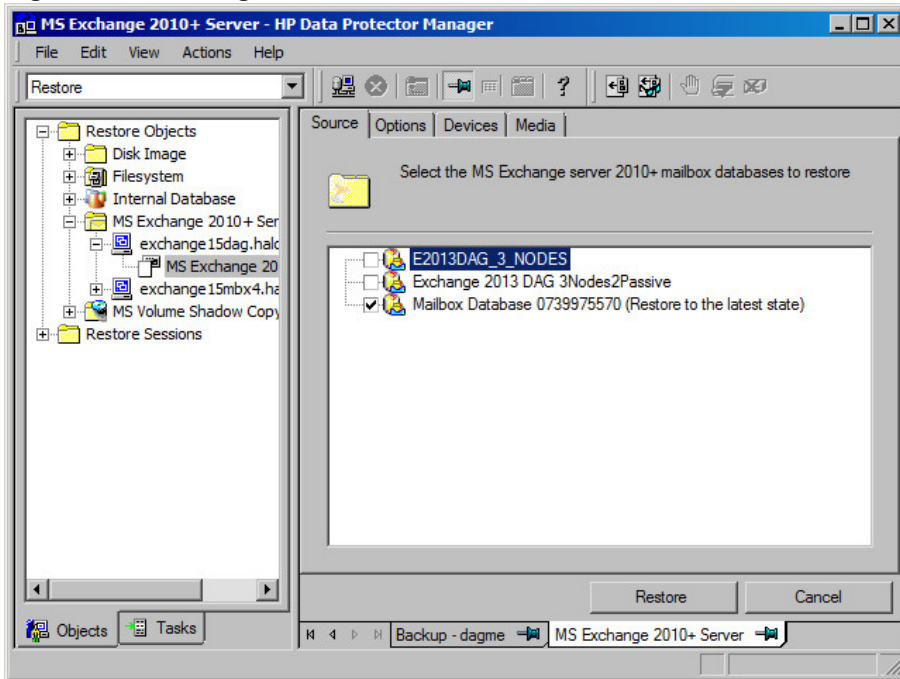 MS Exchange 2010+ Server - HP Data Protector Manager
File Edit View Actions Help
Restore
?
Source Options Devices Media
Restore Objects
Disk Image
Filesystem
Internal Database
MS Exchange 2010+ Ser
exchange15dag.halo
MS Exchange 20
exchange15mbx4.ha
MS Volume Shadow Copy
Restore Sessions
Select the MS Exchange server 2010+ mailbox databases to restore
E2013DAG_3_NODES
Exchange 2013 DAG 3Nodes2Passive
Mailbox Database 0739975570 (Restore to the latest state)
Restore Cancel
Objects Tasks
Backup - dagme MS Exchange 2010+ Server